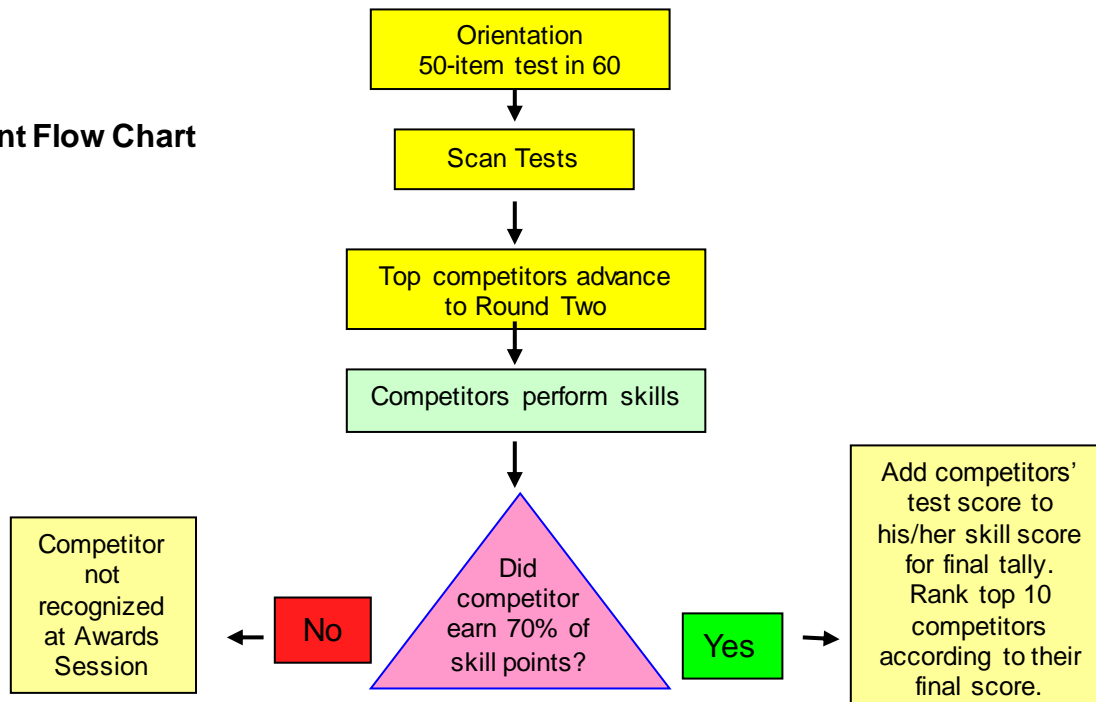 Orientation
50-item test in 60
nt Flow Chart
Scan Tests
Top competitors advance
to Round Two
Competitors perform skills
Did
competitor
earn 70% of
skill points?
No
Competitor
not
recognized
at Awards
Session
Yes
Add competitors’
test score to
his/her skill score
for final tally.
Rank top 10
competitors
according to their
final score.